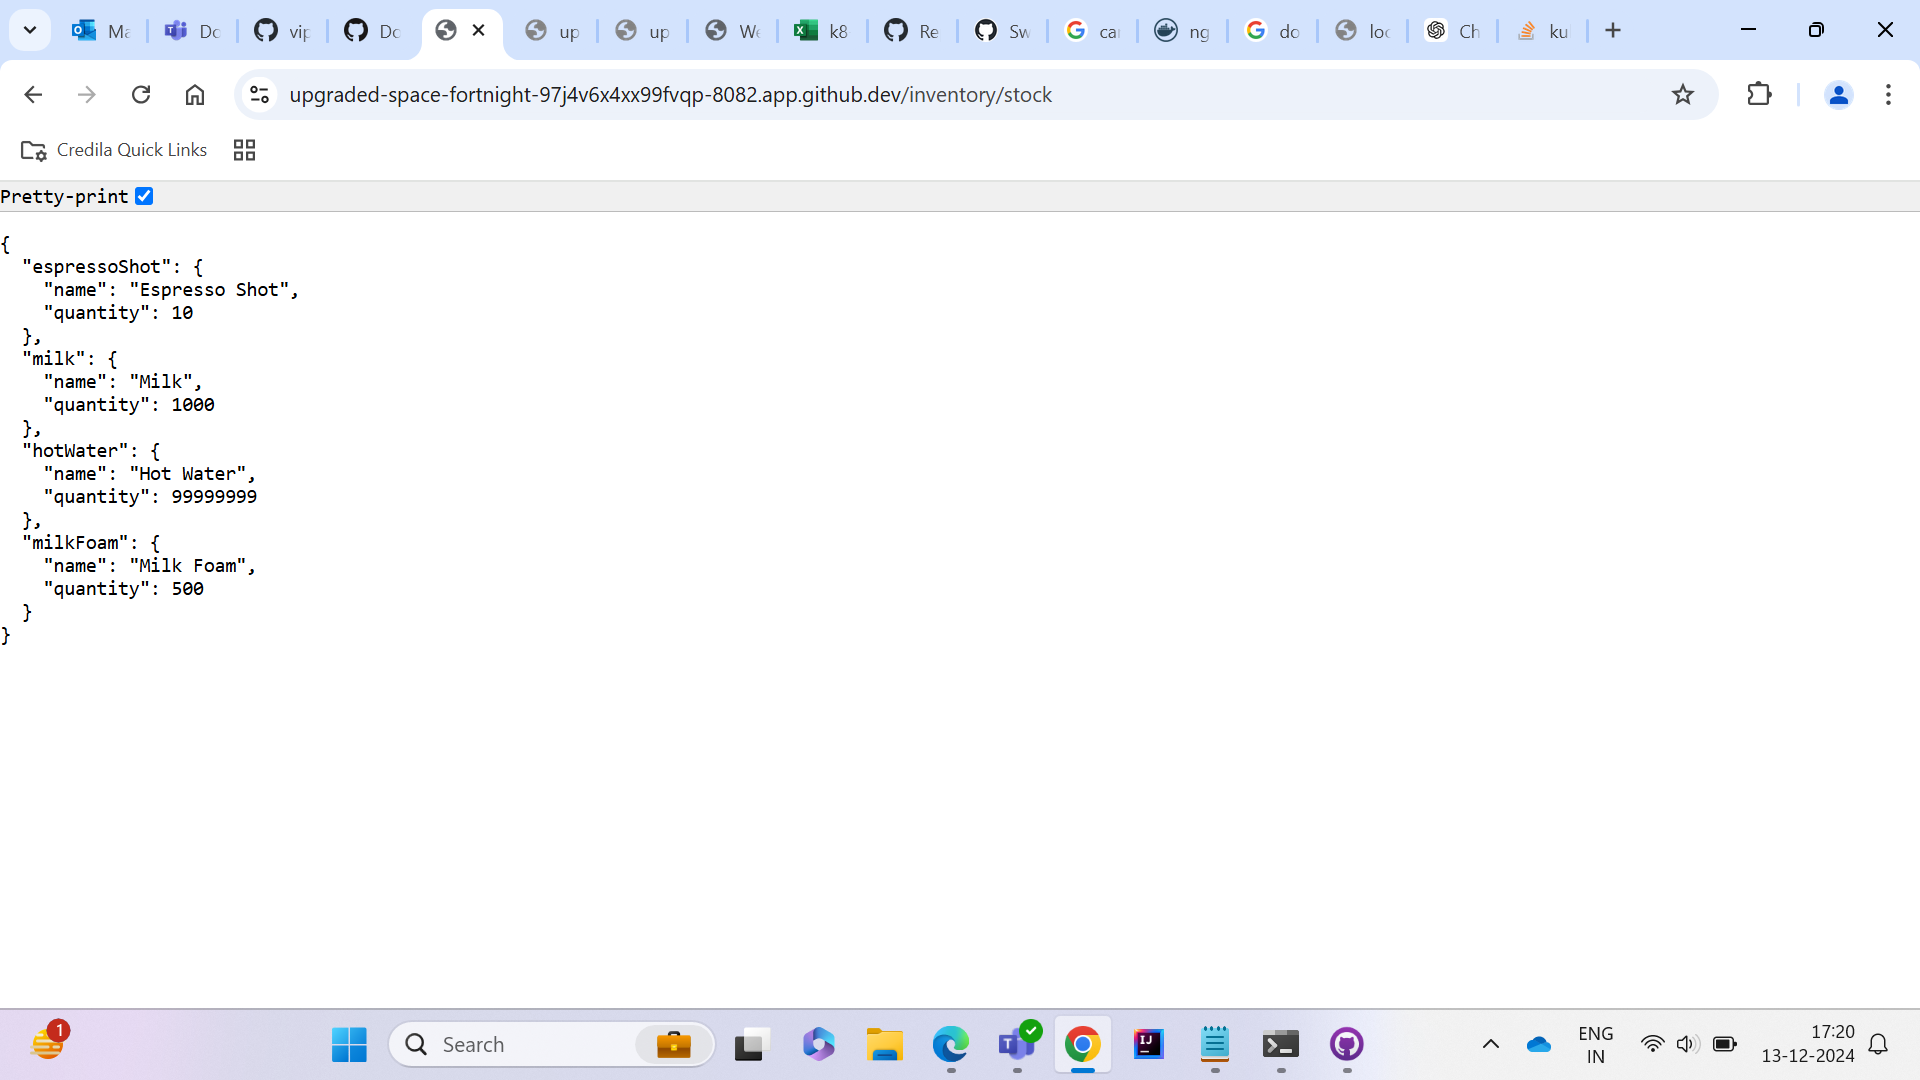 Ma
Do
vip
Do
up
up
We
k8
Re
Sw
ca
ng
do
loc
Ch
ku
upgraded-space-fortnight-97j4v6x4xx99fvqp-8082.app.github.dev/inventory/stock
Credila Quick Links
Pretty-print
{
"espressoShot": {
"name": "Espresso Shot",
"quantity": 10
},
"milk": {
"name": "Milk",
"quantity": 1000
},
"hotWater": {
"name": "Hot Water",
"quantity": 99999999
},
"milkFoam": {
"name": "Milk Foam",
"quantity": 500
}
}
1
Search
ENG
IN
17:20
13-12-2024